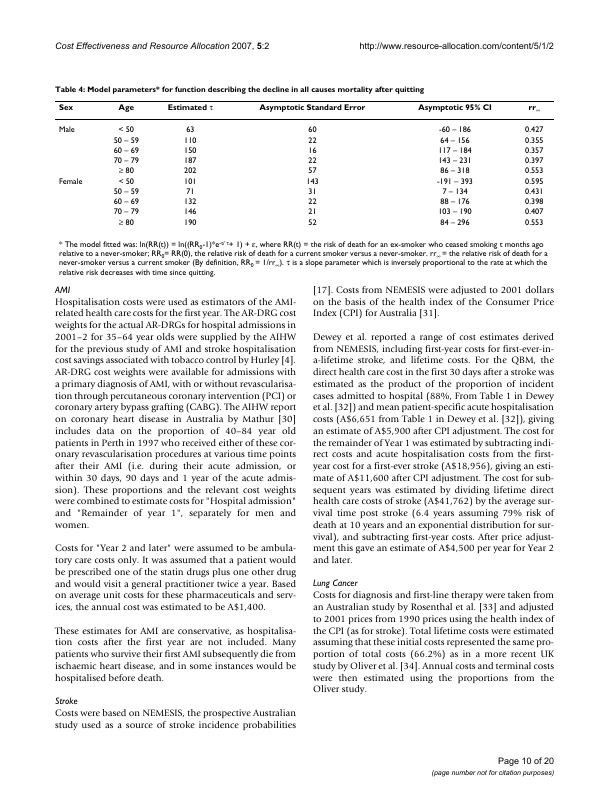 Cost Effectiveness and Resource Allocation 2007, 5:2
http://www.resource-allocation.com/content/5/1/2
Table 4: Model parameters* for function describing the decline in all causes mortality after quitting
Sex Age Estimated τ Asymptotic Standard Error Asymptotic 95% CI rr∞
Male < 50 63 60 -60 – 186 0.427
50 – 59 110 22 64 – 156 0.355
60 – 69 150 16 117 – 184 0.357
70 – 79 187 22 143 – 231 0.397
≥ 80 202 57 86 – 318 0.553
Female < 50 101 143 -191 – 393 0.595
50 – 59 71 31 7 – 134 0.431
60 – 69 132 22 88 – 176 0.398
70 – 79 146 21 103 – 190 0.407
≥ 80 190 52 84 – 296 0.553
* The model fitted was: ln(RR(t)) = ln((RR0-1)*e-t/ τ+ 1) + ε, where RR(t) = the risk of death for an ex-smoker who ceased smoking t months ago
relative to a never-smoker; RR0= RR(0), the relative risk of death for a current smoker versus a never-smoker. rr∞ = the relative risk of death for a
never-smoker versus a current smoker (By definition, RR0 = 1/rr∞). τ is a slope parameter which is inversely proportional to the rate at which the
relative risk decreases with time since quitting.
AMI
Hospitalisation costs were used as estimators of the AMI-
related health care costs for the first year. The AR-DRG cost
weights for the actual AR-DRGs for hospital admissions in
2001–2 for 35–64 year olds were supplied by the AIHW
for the previous study of AMI and stroke hospitalisation
cost savings associated with tobacco control by Hurley [4].
AR-DRG cost weights were available for admissions with
a primary diagnosis of AMI, with or without revascularisa-
tion through percutaneous coronary intervention (PCI) or
coronary artery bypass grafting (CABG). The AIHW report
on coronary heart disease in Australia by Mathur [30]
includes data on the proportion of 40–84 year old
patients in Perth in 1997 who received either of these cor-
onary revascularisation procedures at various time points
after their AMI (i.e. during their acute admission, or
within 30 days, 90 days and 1 year of the acute admis-
sion). These proportions and the relevant cost weights
were combined to estimate costs for "Hospital admission"
and "Remainder of year 1", separately for men and
women.
Costs for "Year 2 and later" were assumed to be ambula-
tory care costs only. It was assumed that a patient would
be prescribed one of the statin drugs plus one other drug
and would visit a general practitioner twice a year. Based
on average unit costs for these pharmaceuticals and serv-
ices, the annual cost was estimated to be A$1,400.
These estimates for AMI are conservative, as hospitalisa-
tion costs after the first year are not included. Many
patients who survive their first AMI subsequently die from
ischaemic heart disease, and in some instances would be
hospitalised before death.
Stroke
Costs were based on NEMESIS, the prospective Australian
study used as a source of stroke incidence probabilities
[17]. Costs from NEMESIS were adjusted to 2001 dollars
on the basis of the health index of the Consumer Price
Index (CPI) for Australia [31].
Dewey et al. reported a range of cost estimates derived
from NEMESIS, including first-year costs for first-ever-in-
a-lifetime stroke, and lifetime costs. For the QBM, the
direct health care cost in the first 30 days after a stroke was
estimated as the product of the proportion of incident
cases admitted to hospital (88%, From Table 1 in Dewey
et al. [32]) and mean patient-specific acute hospitalisation
costs (A$6,651 from Table 1 in Dewey et al. [32]), giving
an estimate of A$5,900 after CPI adjustment. The cost for
the remainder of Year 1 was estimated by subtracting indi-
rect costs and acute hospitalisation costs from the first-
year cost for a first-ever stroke (A$18,956), giving an esti-
mate of A$11,600 after CPI adjustment. The cost for sub-
sequent years was estimated by dividing lifetime direct
health care costs of stroke (A$41,762) by the average sur-
vival time post stroke (6.4 years assuming 79% risk of
death at 10 years and an exponential distribution for sur-
vival), and subtracting first-year costs. After price adjust-
ment this gave an estimate of A$4,500 per year for Year 2
and later.
Lung Cancer
Costs for diagnosis and first-line therapy were taken from
an Australian study by Rosenthal et al. [33] and adjusted
to 2001 prices from 1990 prices using the health index of
the CPI (as for stroke). Total lifetime costs were estimated
assuming that these initial costs represented the same pro-
portion of total costs (66.2%) as in a more recent UK
study by Oliver et al. [34]. Annual costs and terminal costs
were then estimated using the proportions from the
Oliver study.
Page 10 of 20
(page number not for citation purposes)